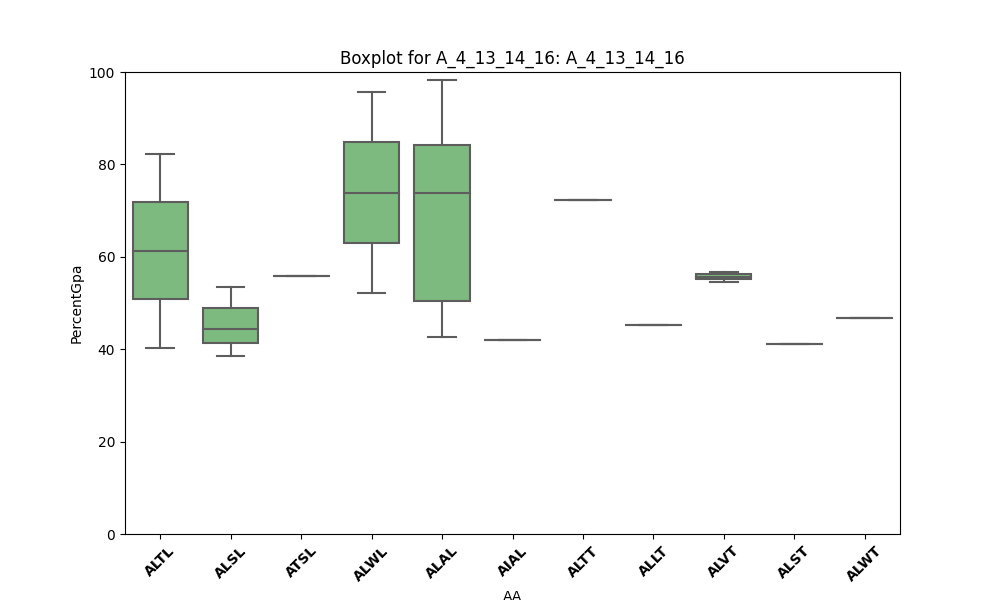 Boxplot for A_4_13_14_16: A_4_13_14_16
100
80
60
40
20
0
PercentGpa
ALTL ALSL ATSL ALWL ALAL AIAL ALTT ALLT ALVT ALST ALWT
AA